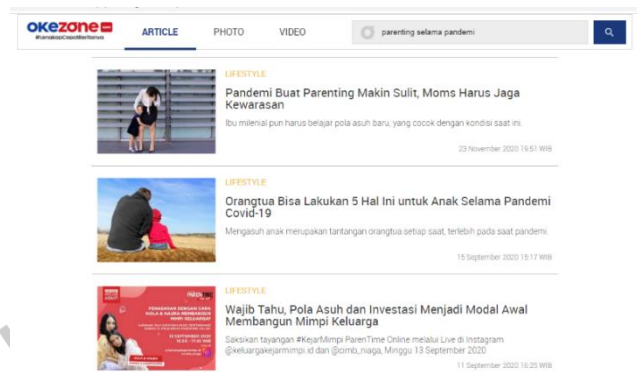 okezone
ARTICLE PHOTO VIDEO parenting selama pandemi
LIFESTYLE
Pandemi Buat Parenting Makin Sulit, Moms Harus Jaga
Kewarasan
Ibu milenial pun harus belajar pola asuh baru, yang cocok dengan kondisi saat ini.
23 November 2020 19:51 WIB
LIFESTYLE
Orangtua Bisa Lakukan 5 Hal Ini untuk Anak Selama Pandemi
Covid-19
Mengasuh anak merupakan tantangan orangtua setiap saat, terlebih pada saat pandemi.
15 September 2020 15:17 WIB
LIFESTYLE
Wajib Tahu, Pola Asuh dan Investasi Menjadi Modal Awal
Membangun Mimpi Keluarga
Saksikan tayangan #KejarMimpi ParenTime Online melalui Live di Instagram
@keluargakejarmimpi.id dan @cimb_niaga, Minggu 13 September 2020
11 September 2020 16:25 WIB